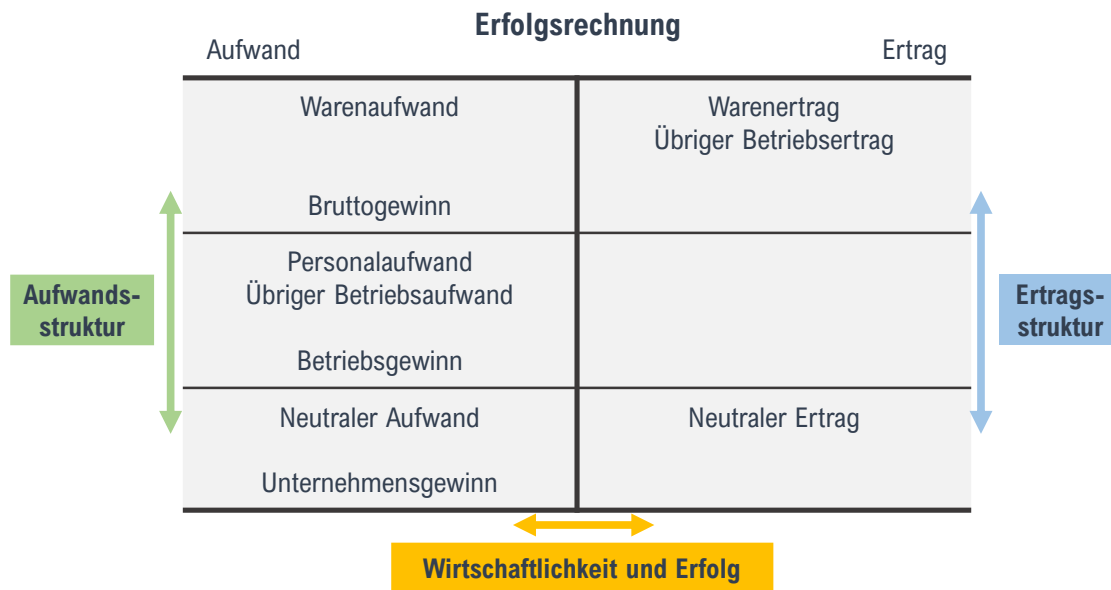 Erfolgsrechnung
Aufwand
Ertrag
Warenaufwand
Warenertrag
Übriger Betriebsertrag
Bruttogewinn
Personalaufwand
Übriger Betriebsaufwand
Betriebsgewinn
Neutraler Aufwand
Neutraler Ertrag
Unternehmensgewinn
Aufwands-
struktur
Ertrags-
struktur
Wirtschaftlichkeit und Erfolg